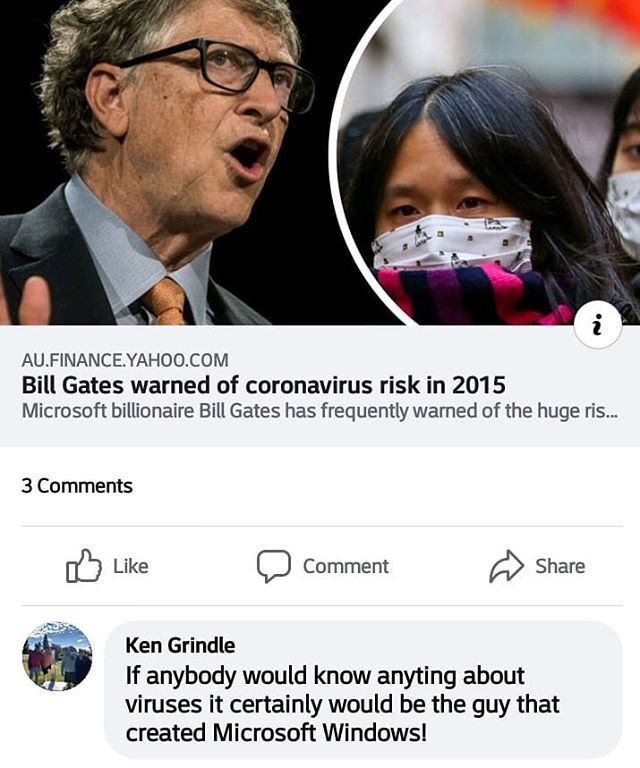 AU.FINANCE.YAHOO.COM
Bill Gates warned of coronavirus risk in 2015
Microsoft billionaire Bill Gates has frequently warned of the huge ris...
3 Comments
Like
Comment
Share
Ken Grindle
If anybody would know anyting about
viruses it certainly would be the guy that
created Microsoft Windows!